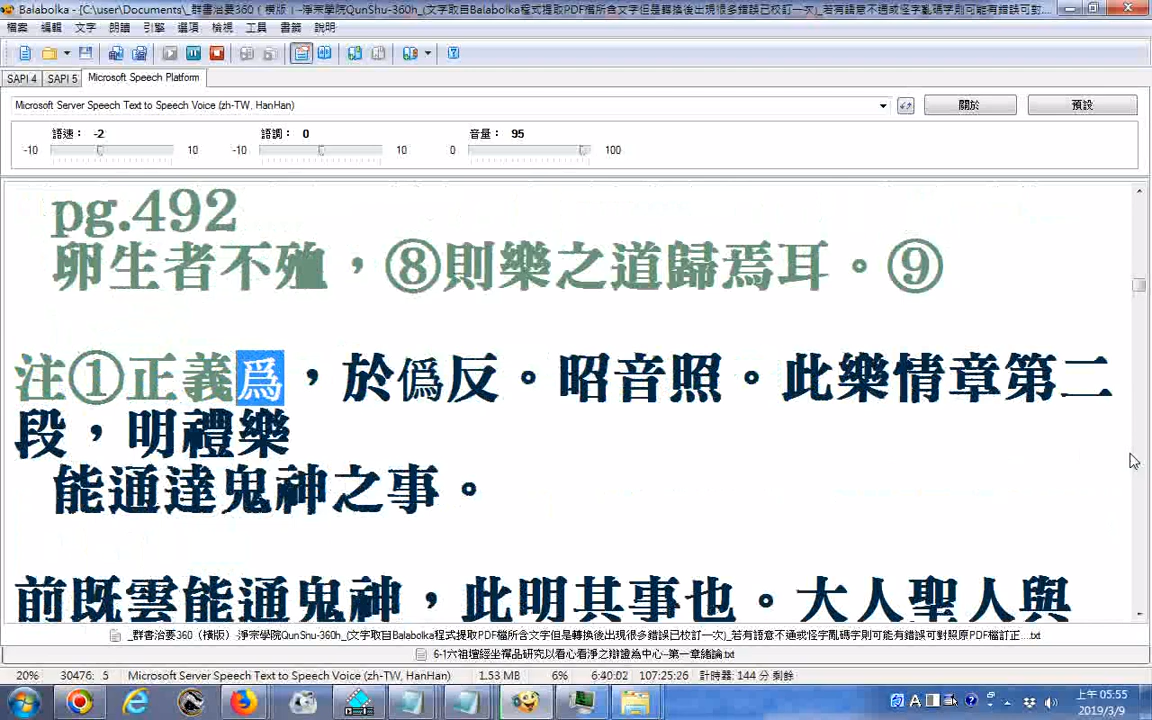 Balabolka - [C:\user\Documents\_群書治要360（橫版）-淨宗學院QunShu-360h_(文字取自Balabolka程式提取PDF檔所含文字但是轉換後出現很多錯誤已校訂一次)_若有語意不通或怪字亂碼字則可能有錯誤可對...
檔案 編輯 文字 朗讀 引擎 選項 檢視 工具 書籤 說明
SAPI 4 SAPI 5 Microsoft Speech Platform
Microsoft Server Speech Text to Speech Voice (zh-TW, HanHan) 關於 預設
語速： -2 語調： 0 音量： 95
-10 10 -10 10 0 100
pg.492
卵生者不殈，⑧則樂之道歸焉耳。⑨
注①正義爲，於僞反。昭音照。此樂情章第二
段，明禮樂
能通達鬼神之事。
前既雲能通鬼神，此明其事也。大人聖人與
_群書治要360（橫版）-淨宗學院QunShu-360h_(文字取自Balabolka程式提取PDF檔所含文字但是轉換後出現很多錯誤已校訂一次)_若有語意不通或怪字亂碼字則可能有錯誤可對照原PDF檔訂正....txt
6-1六祖壇經坐禪品研究以看心看淨之辯證為中心--第一章緒論.txt
20% 30476: 5 Microsoft Server Speech Text to Speech Voice (zh-TW, HanHan) 1.53 MB 6% 6:40:02 107:25:26 計時器: 144 分 剩餘
上午 05:55
2019/3/9